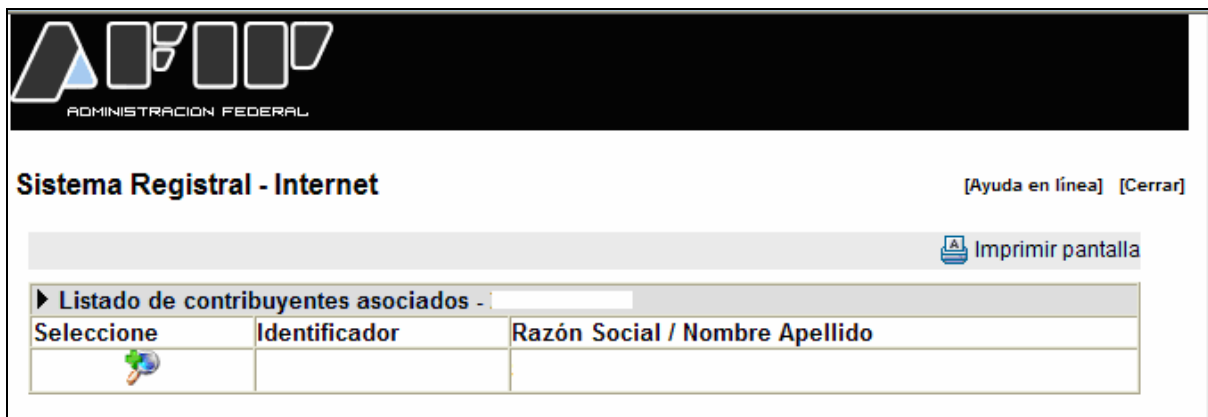 AFIP
ADMINISTRACION FEDERAL
Sistema Registral - Internet
[Ayuda en línea] [Cerrar]
Imprimir pantalla
Listado de contribuyentes asociados -
Seleccione Identificador Razón Social / Nombre Apellido